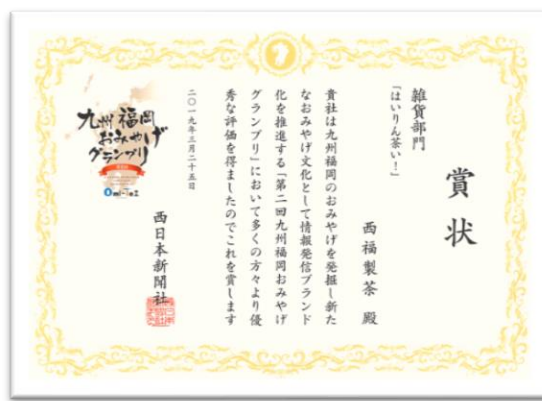 賞状
西福製茶 殿
雑貨部門
「はいりん茶い！」
貴社は九州福岡のおみやげを発掘し新た
なおみやげ文化として情報発信ブランド
化を推進する「第二回九州福岡おみやげ
グランプリ」において多くの方々より優
秀な評価を得ましたのでこれを賞します
二〇一九年三月二十五日
西日本新聞社
九州福岡
おみやげ
グランプリ